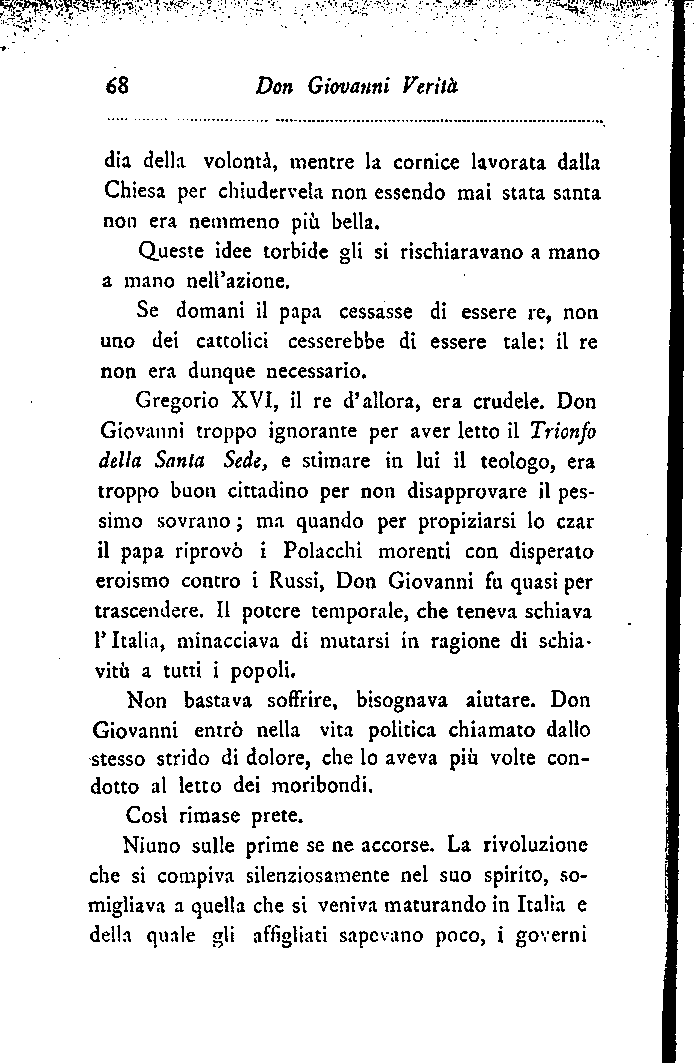 68 Don Giovanni Verità
dia della volontà, mentre la cornice lavorata dalla
Chiesa per chiudervela non essendo mai stata santa
non era nemmeno più bella.
Queste idee torbide gli si rischiaravano a mano
a mano nell'azione.
Se domani il papa cessasse di essere re, non
uno dei cattolici cesserebbe di essere tale: il re
non era dunque necessario.
Gregorio XVI, il re d'allora, era crudele. Don
Giovanni troppo ignorante per aver letto il Trionfo
della Santa Sede, e stimare in lui il teologo, era
troppo buon cittadino per non disapprovare il pes-
simo sovrano; ma quando per propiziarsi lo czar
il papa riprovò i Polacchi morenti con disperato
eroismo contro i Russi, Don Giovanni fu quasi per
trascendere. Il potere temporale, che teneva schiava
l'Italia, minacciava di mutarsi in ragione di schia-
vitù a tutti i popoli.
Non bastava soffrire, bisognava aiutare. Don
Giovanni entrò nella vita politica chiamato dallo
stesso strido di dolore, che lo aveva più volte con-
dotto al letto dei moribondi.
Così rimase prete.
Niuno sulle prime se ne accorse. La rivoluzione
che si compiva silenziosamente nel suo spirito, so-
migliava a quella che si veniva maturando in Italia e
della quale gli affigliati sapevano poco, i governi